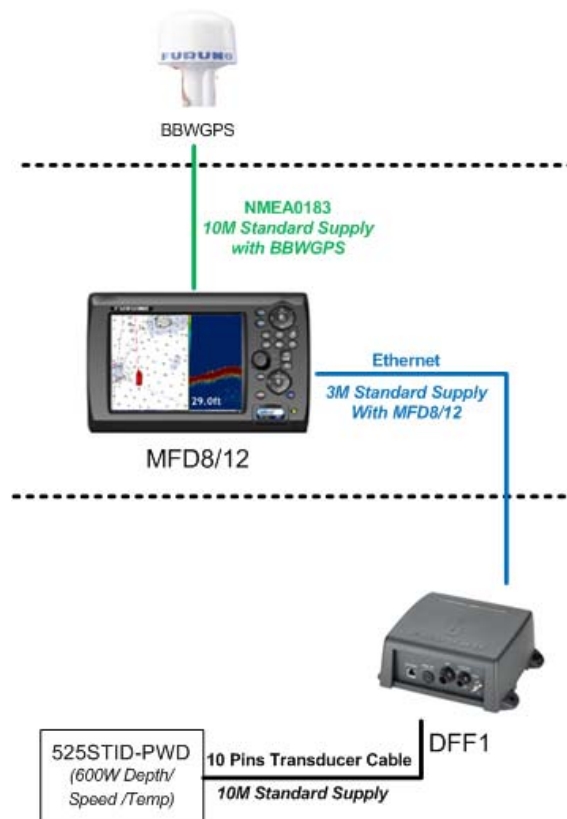 FURUNO
BBWGPS
NMEA0183
10M Standard Supply
with BBWGPS
FURUNO
29.0ft
Ethernet
3M Standard Supply
With MFD8/12
MFD8/12
DFF1
525STID-PWD
(600W Depth/
Speed /Temp)
10 Pins Transducer Cable
10M Standard Supply